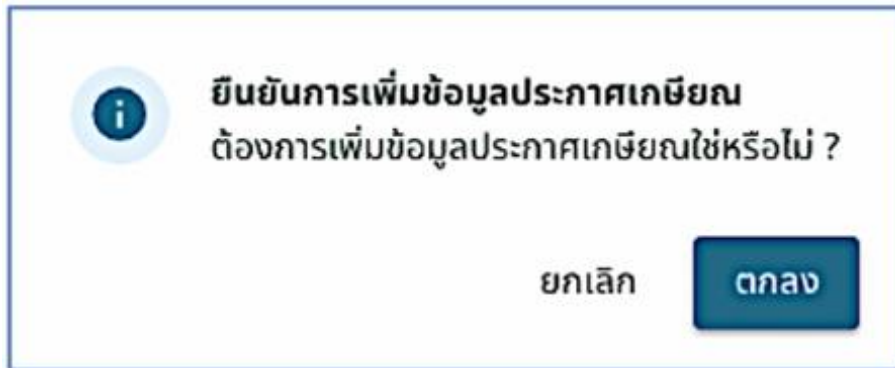 ยืนยันการเพิ่มข้อมูลประกาศเกษียณ
ต้องการเพิ่มข้อมูลประกาศเกษียณใช่หรือไม่ ?
ยกเลิก ตกลง